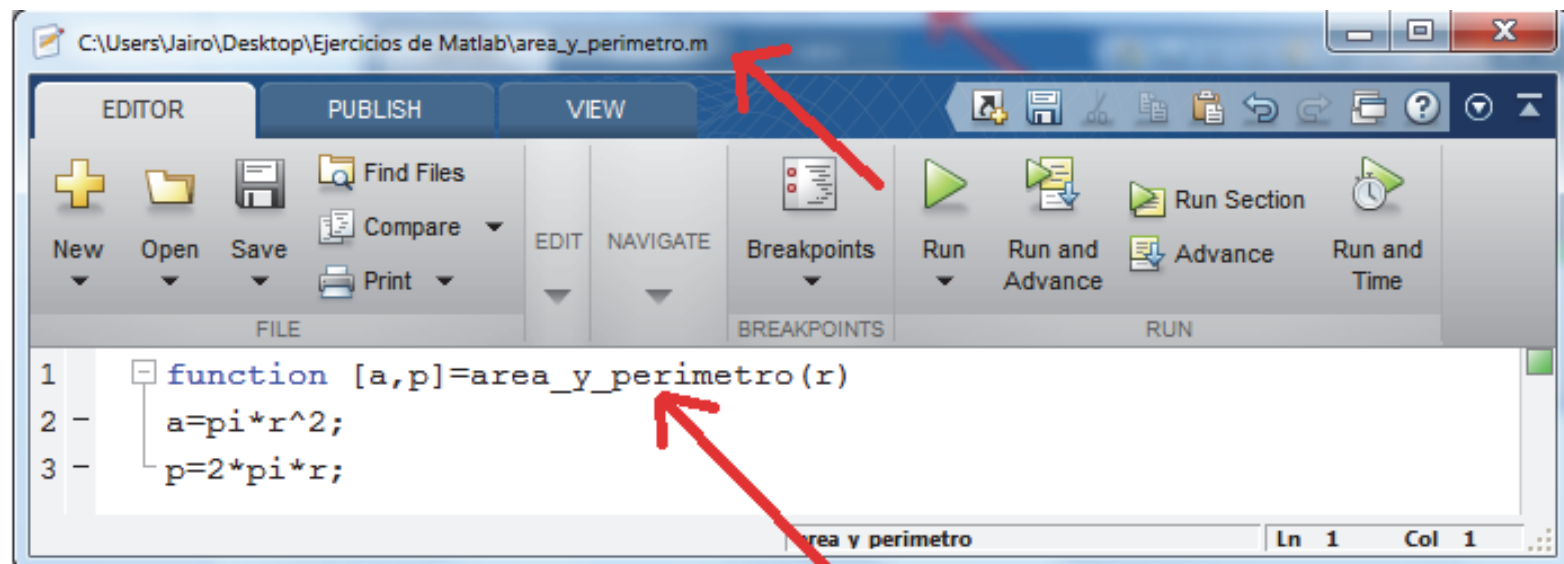 C:\Users\Jairo\Desktop\Ejercicios de Matlab\area_y_perimetro.m
EDITOR PUBLISH VIEW
New Open Save Find Files Compare Print
EDIT NAVIGATE Breakpoints Run Run and Advance Run Section Advance Run and Time
FILE BREAKPOINTS RUN
1 function [a,p]=area_y_perimetro(r)
2 - a=pi*r^2;
3 - p=2*pi*r;
area y perimetro Ln 1 Col 1